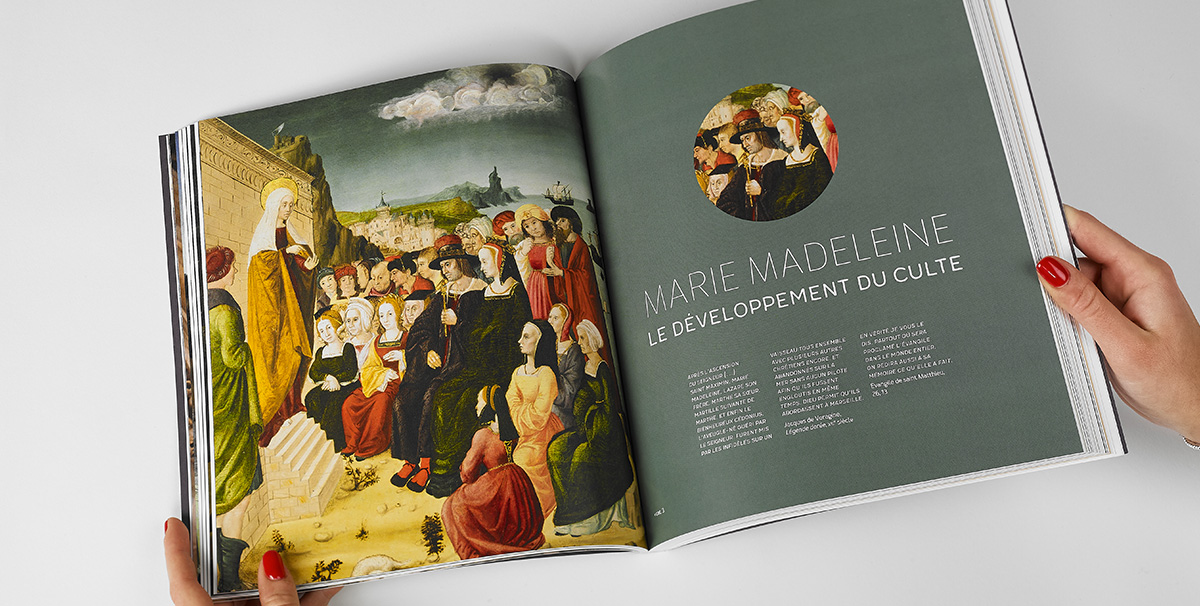 MARIE MADELEINE
LE DÉVELOPPEMENT DU CULTE
APRÈS L'ASCENSION
DU SEIGNEUR [...]
SAINT MAXIMIN, MARIE
MADELEINE, LAZARE SON
FRÈRE, MARTHE SA SŒUR,
MARTILLE SUIVANTE DE
MARTHE, ET ENFIN LE
BIENHEUREUX CÉDONIUS,
L'AVEUGLE-NÉ GUÉRI PAR
LE SEIGNEUR, FURENT MIS
PAR LES INFIDÈLES SUR UN
VAISSEAU TOUS ENSEMBLE
AVEC PLUSIEURS AUTRES
CHRÉTIENS ENCORE, ET
ABANDONNÉS SUR LA
MER SANS AUCUN PILOTE
AFIN QU'ILS FUSSENT
ENGLOUTIS EN MÊME
TEMPS. DIEU PERMIT QU'ILS
ABORDASSENT À MARSEILLE.
Jacques de Voragine,
Légende dorée,
EN VÉRITÉ JE VOUS LE
DIS, PARTOUT OÙ SERA
PROCLAMÉ L'ÉVANGILE
DANS LE MONDE ENTIER,
ON REDIRA AUSSI À SA
MÉMOIRE CE QU'ELLE A FAIT.
Évangile de saint Matthieu,
26,13